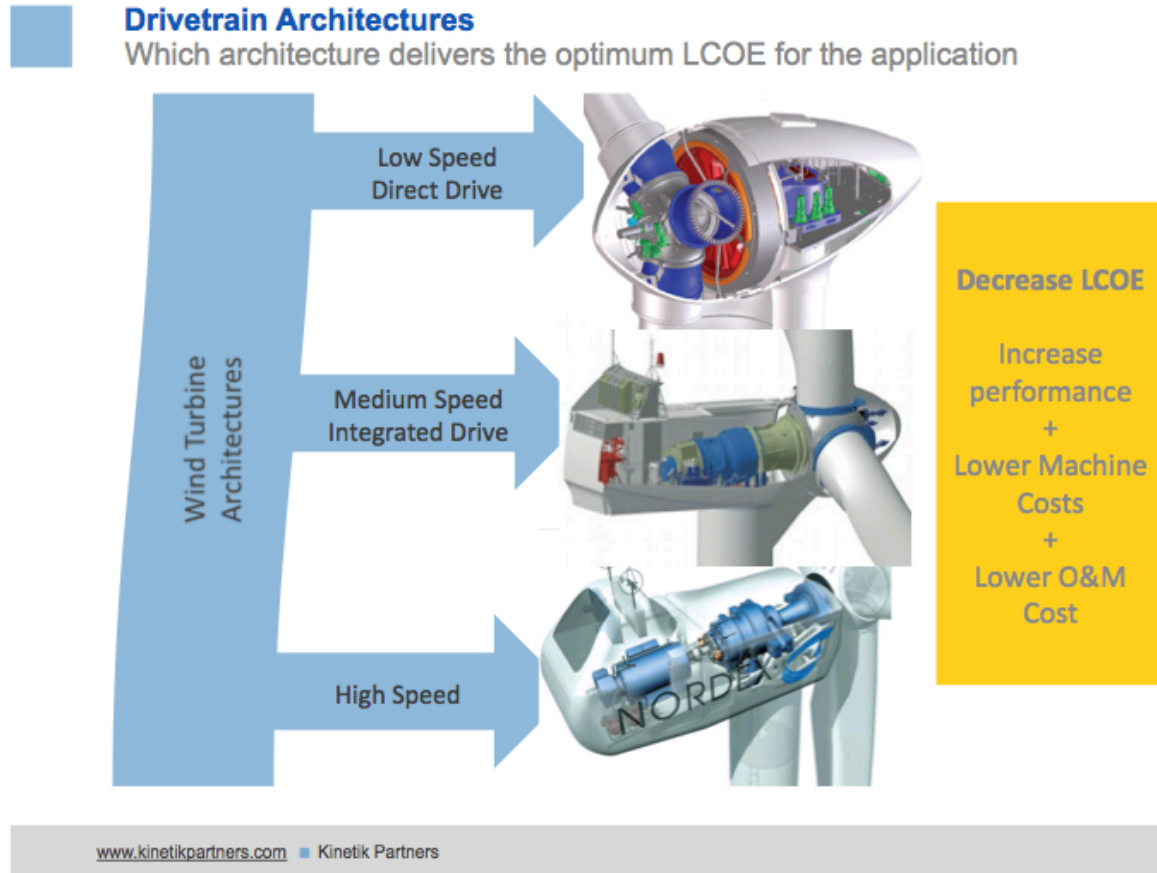 Drivetrain Architectures
Which architecture delivers the optimum LCOE for the application
Wind Turbine
Architectures
Low Speed
Direct Drive
Medium Speed
Integrated Drive
High Speed
NORDEX
Decrease LCOE
Increase
performance
+
Lower Machine
Costs
+
Lower O&M
Cost
www.kinetikpartners.com Kinetik Partners